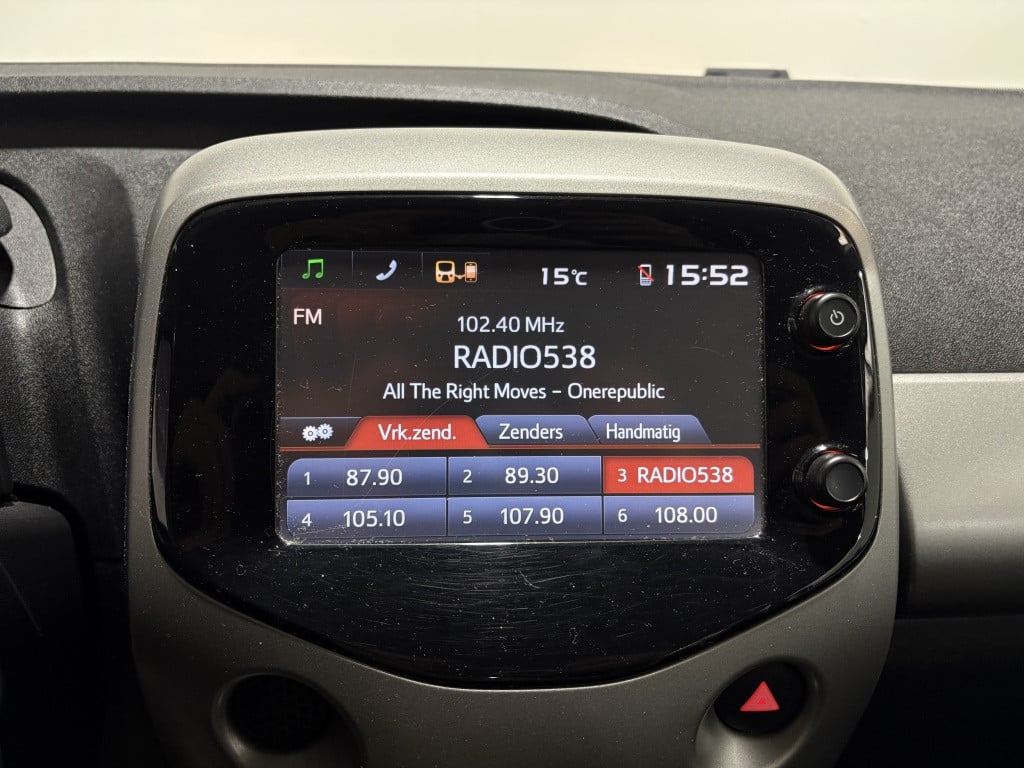 15°C 15:52
FM
102.40 MHz
RADIO538
All The Right Moves – Onerepublic
Vrk.zend. Zenders Handmatig
1 87.90 2 89.30 3 RADIO538
4 105.10 5 107.90 6 108.00